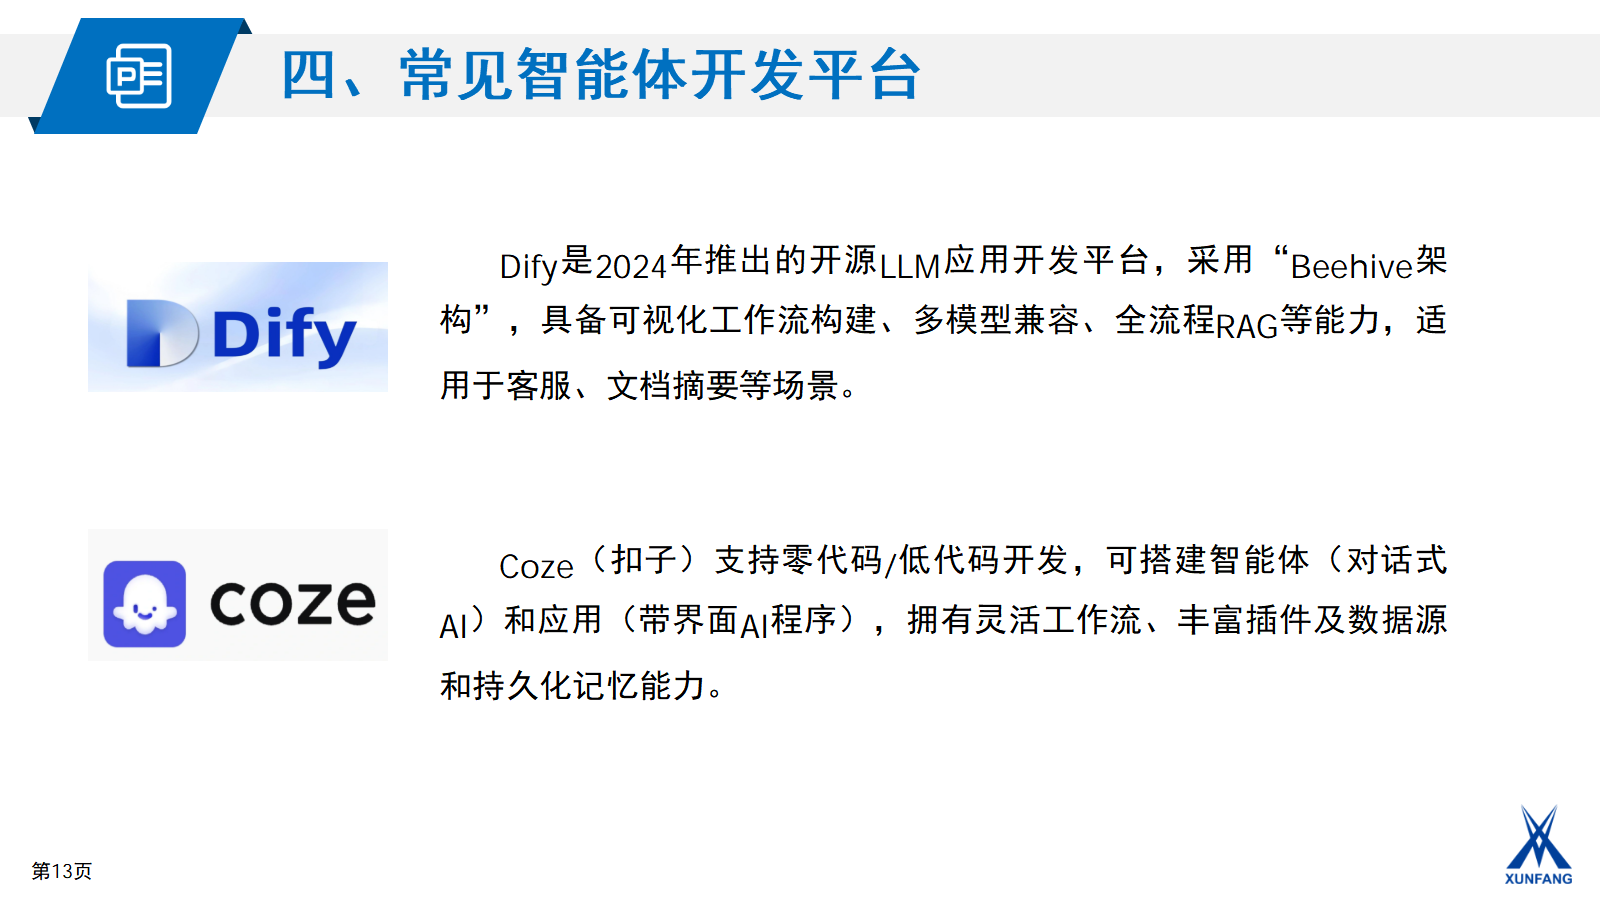 四、常见智能体开发平台
Dify
Dify是2024年推出的开源LLM应用开发平台，采用“Beehive架
构”，具备可视化工作流构建、多模型兼容、全流程RAG等能力，适
用于客服、文档摘要等场景。
coze
Coze（扣子）支持零代码/低代码开发，可搭建智能体（对话式
AI）和应用（带界面AI程序），拥有灵活工作流、丰富插件及数据源
和持久化记忆能力。
第13页
XUNFANG